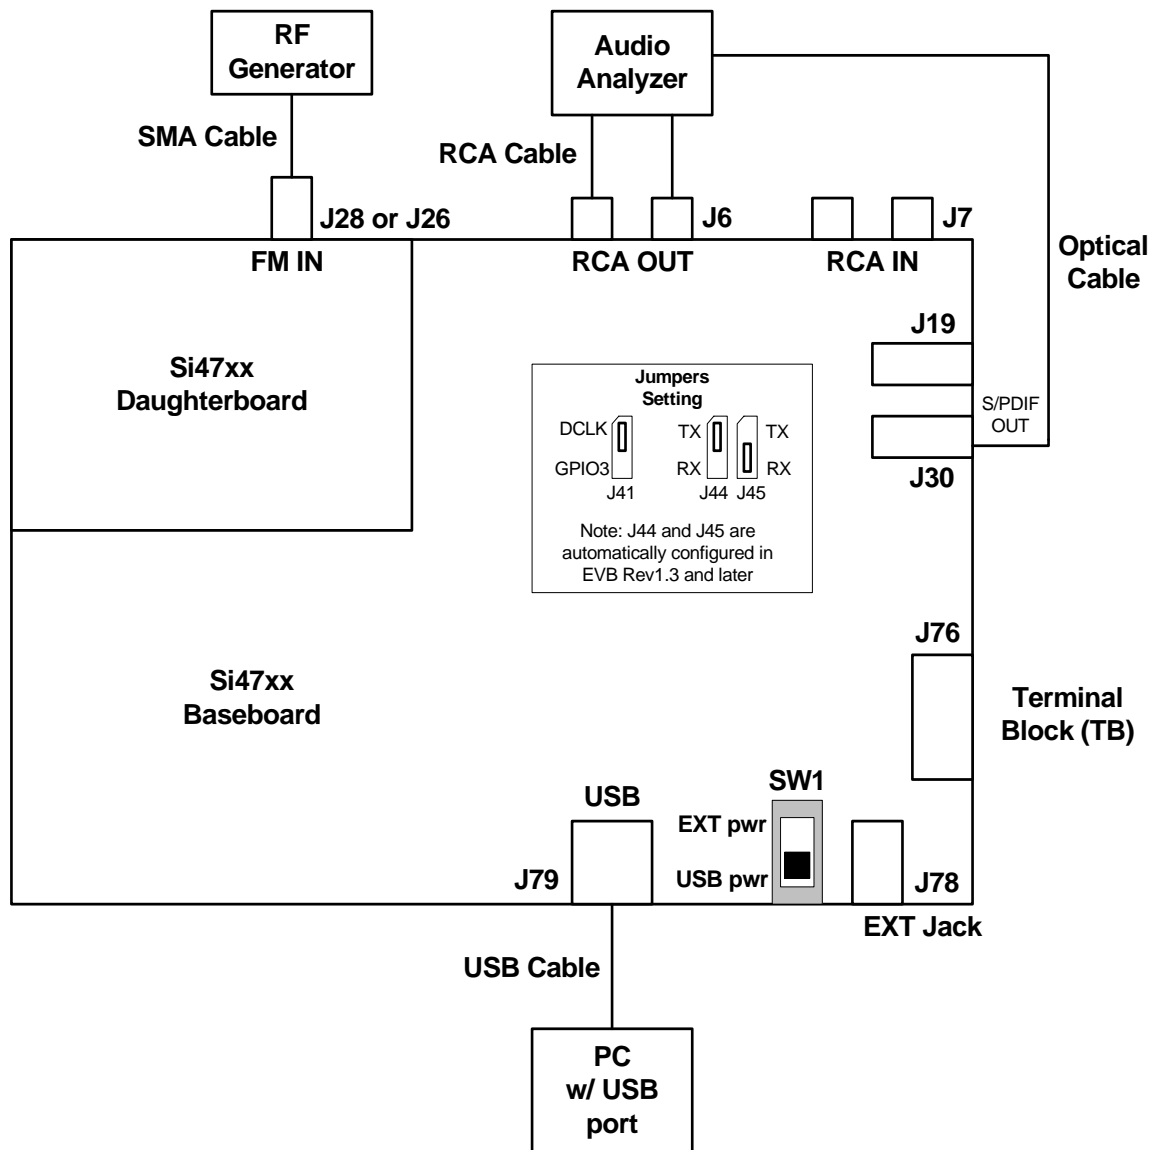 RF
Generator
Audio
Analyzer
SMA Cable
RCA Cable
J28 or J26
J6
J7
FM IN
RCA OUT
RCA IN
Optical
Cable
J19
Si47xx
Daughterboard
Jumpers
Setting
DCLK
TX
TX
GPIO3
RX
RX
J41
J44
J45
Note: J44 and J45 are
automatically configured in
EVB Rev1.3 and later
S/PDIF
OUT
J30
J76
Si47xx
Baseboard
Terminal
Block (TB)
SW1
USB
EXT pwr
USB pwr
J79
J78
EXT Jack
USB Cable
PC
w/ USB
port